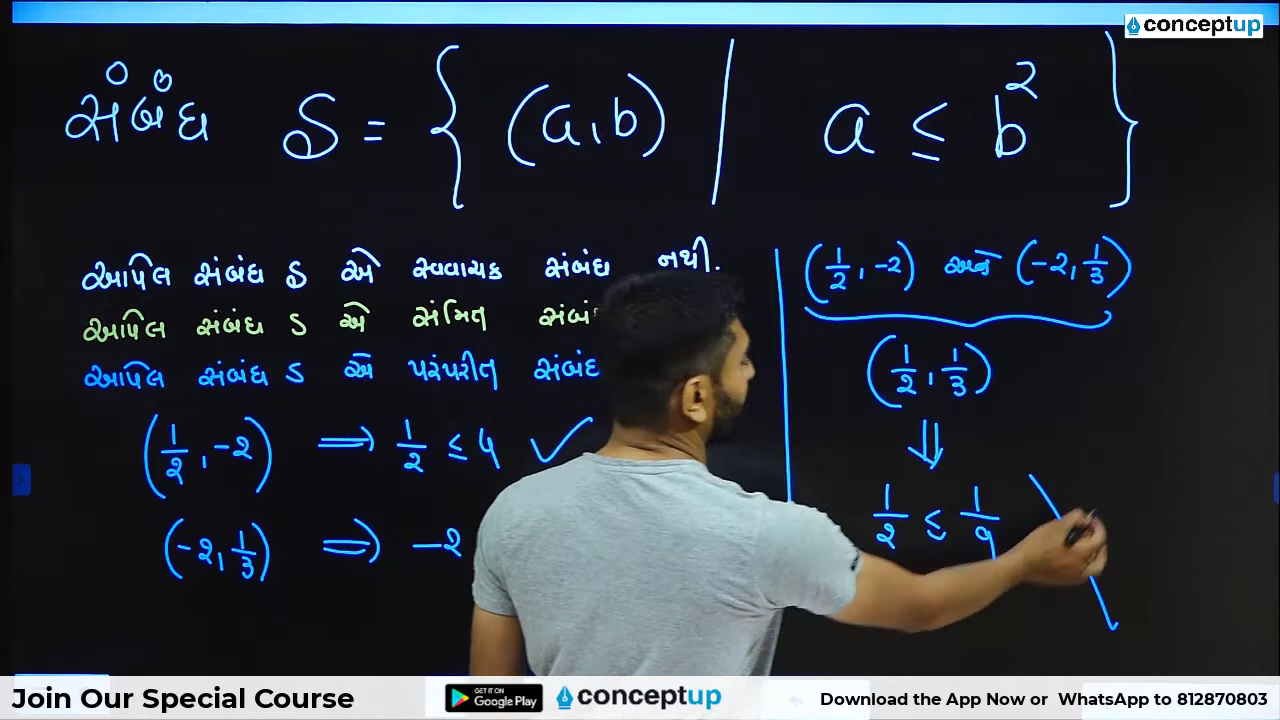 conceptup
સંબંધ S = { (a,b) | a ≤ b² }
આપેલ સંબંધ S એ સ્વવાચક સંબંધ નથી.
આપેલ સંબંધ S એ સંમિત
આપેલ સંબંધ S એ પરંપરીત સંબંધ
(1/2, -2) ⟹ 1/2 ≤ 4 ✓
(-2, 1/3) ⟹ -2
(1/2, -2) અને (-2, 1/3)
(1/2, 1/3)
⇓
1/2 ≤ 1/9
Join Our Special Course
GET IT ON Google Play
conceptup
Download the App Now or WhatsApp to 812870803